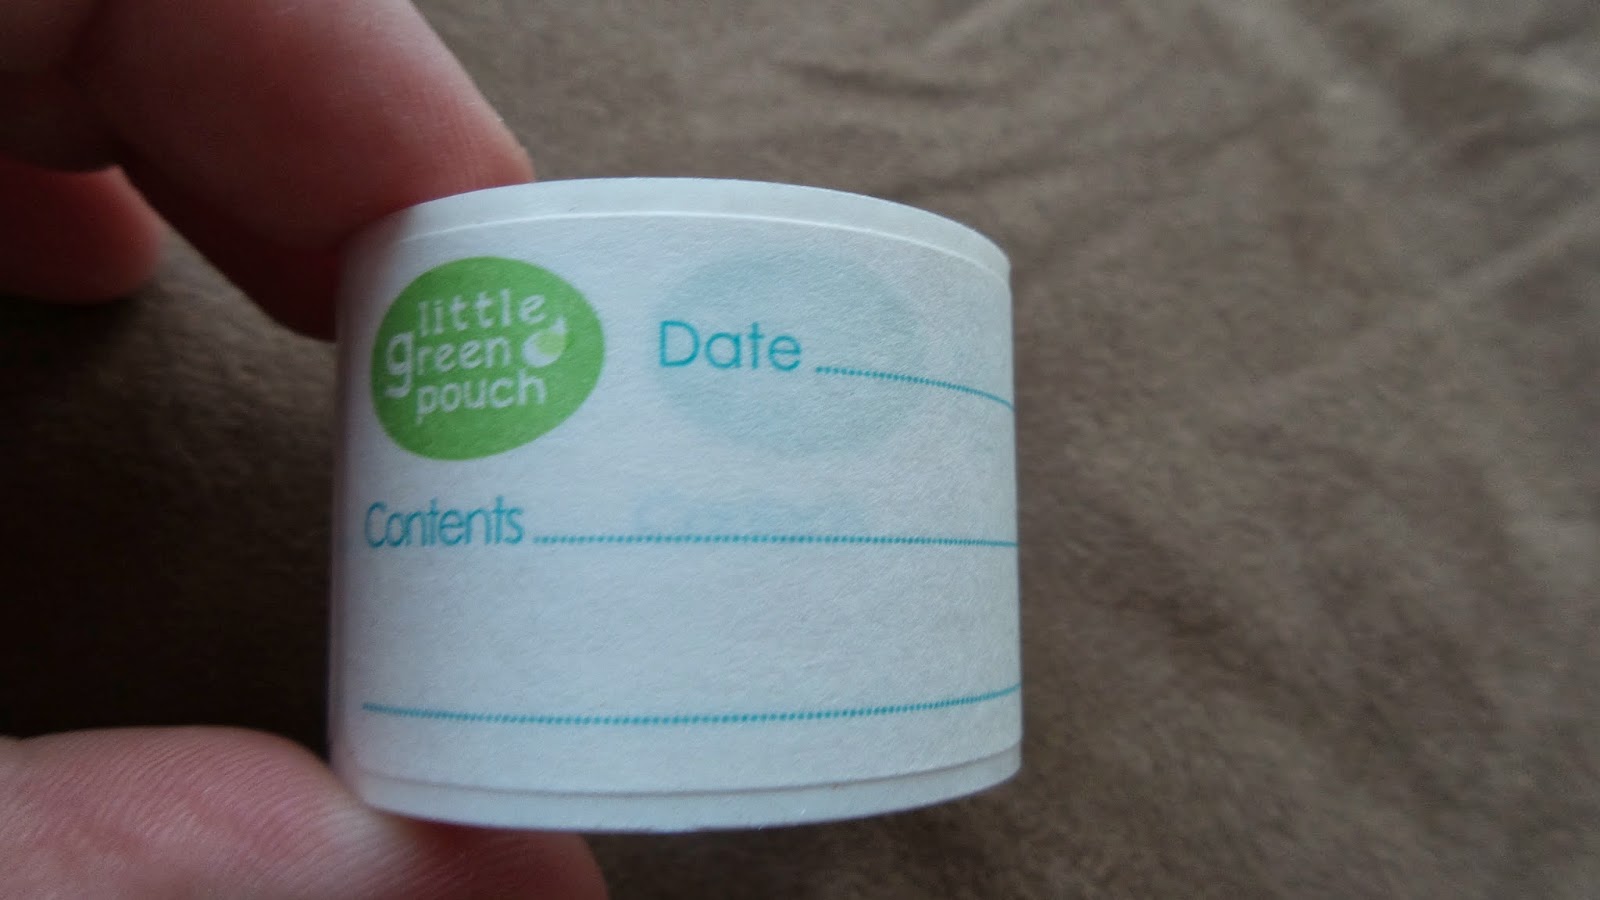 little
green
pouch
Date
Contents